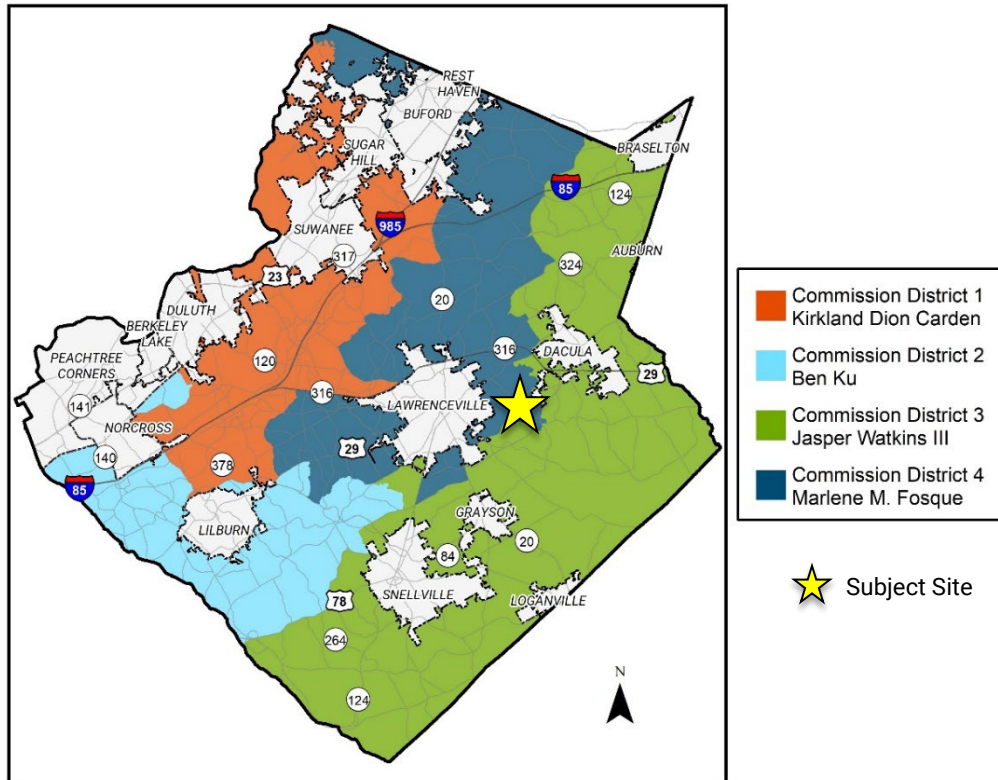 REST
HAVEN
BUFORD
SUGAR
HILL
BRASELTON
85
124
SUWANEE
985
317
AUBURN
23
324
DULUTH
20
BERKELEY
LAKE
PEACHTREE
CORNERS
120
316
DACULA
29
316
LAWRENCEVILLE
141
NORCROSS
29
140
378
85
LILBURN
GRAYSON
20
84
SNELLVILLE
LOGANVILLE
78
264
124
N
Commission District 1
Kirkland Dion Carden
Commission District 2
Ben Ku
Commission District 3
Jasper Watkins III
Commission District 4
Marlene M. Fosque
Subject Site